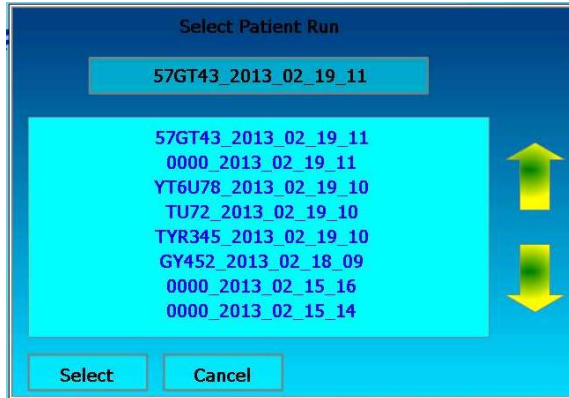 Select Patient Run
57GT43_2013_02_19_11
57GT43_2013_02_19_11
0000_2013_02_19_11
YT6U78_2013_02_19_10
TU72_2013_02_19_10
TYR345_2013_02_19_10
GY452_2013_02_18_09
0000_2013_02_15_16
0000_2013_02_15_14
Select Cancel